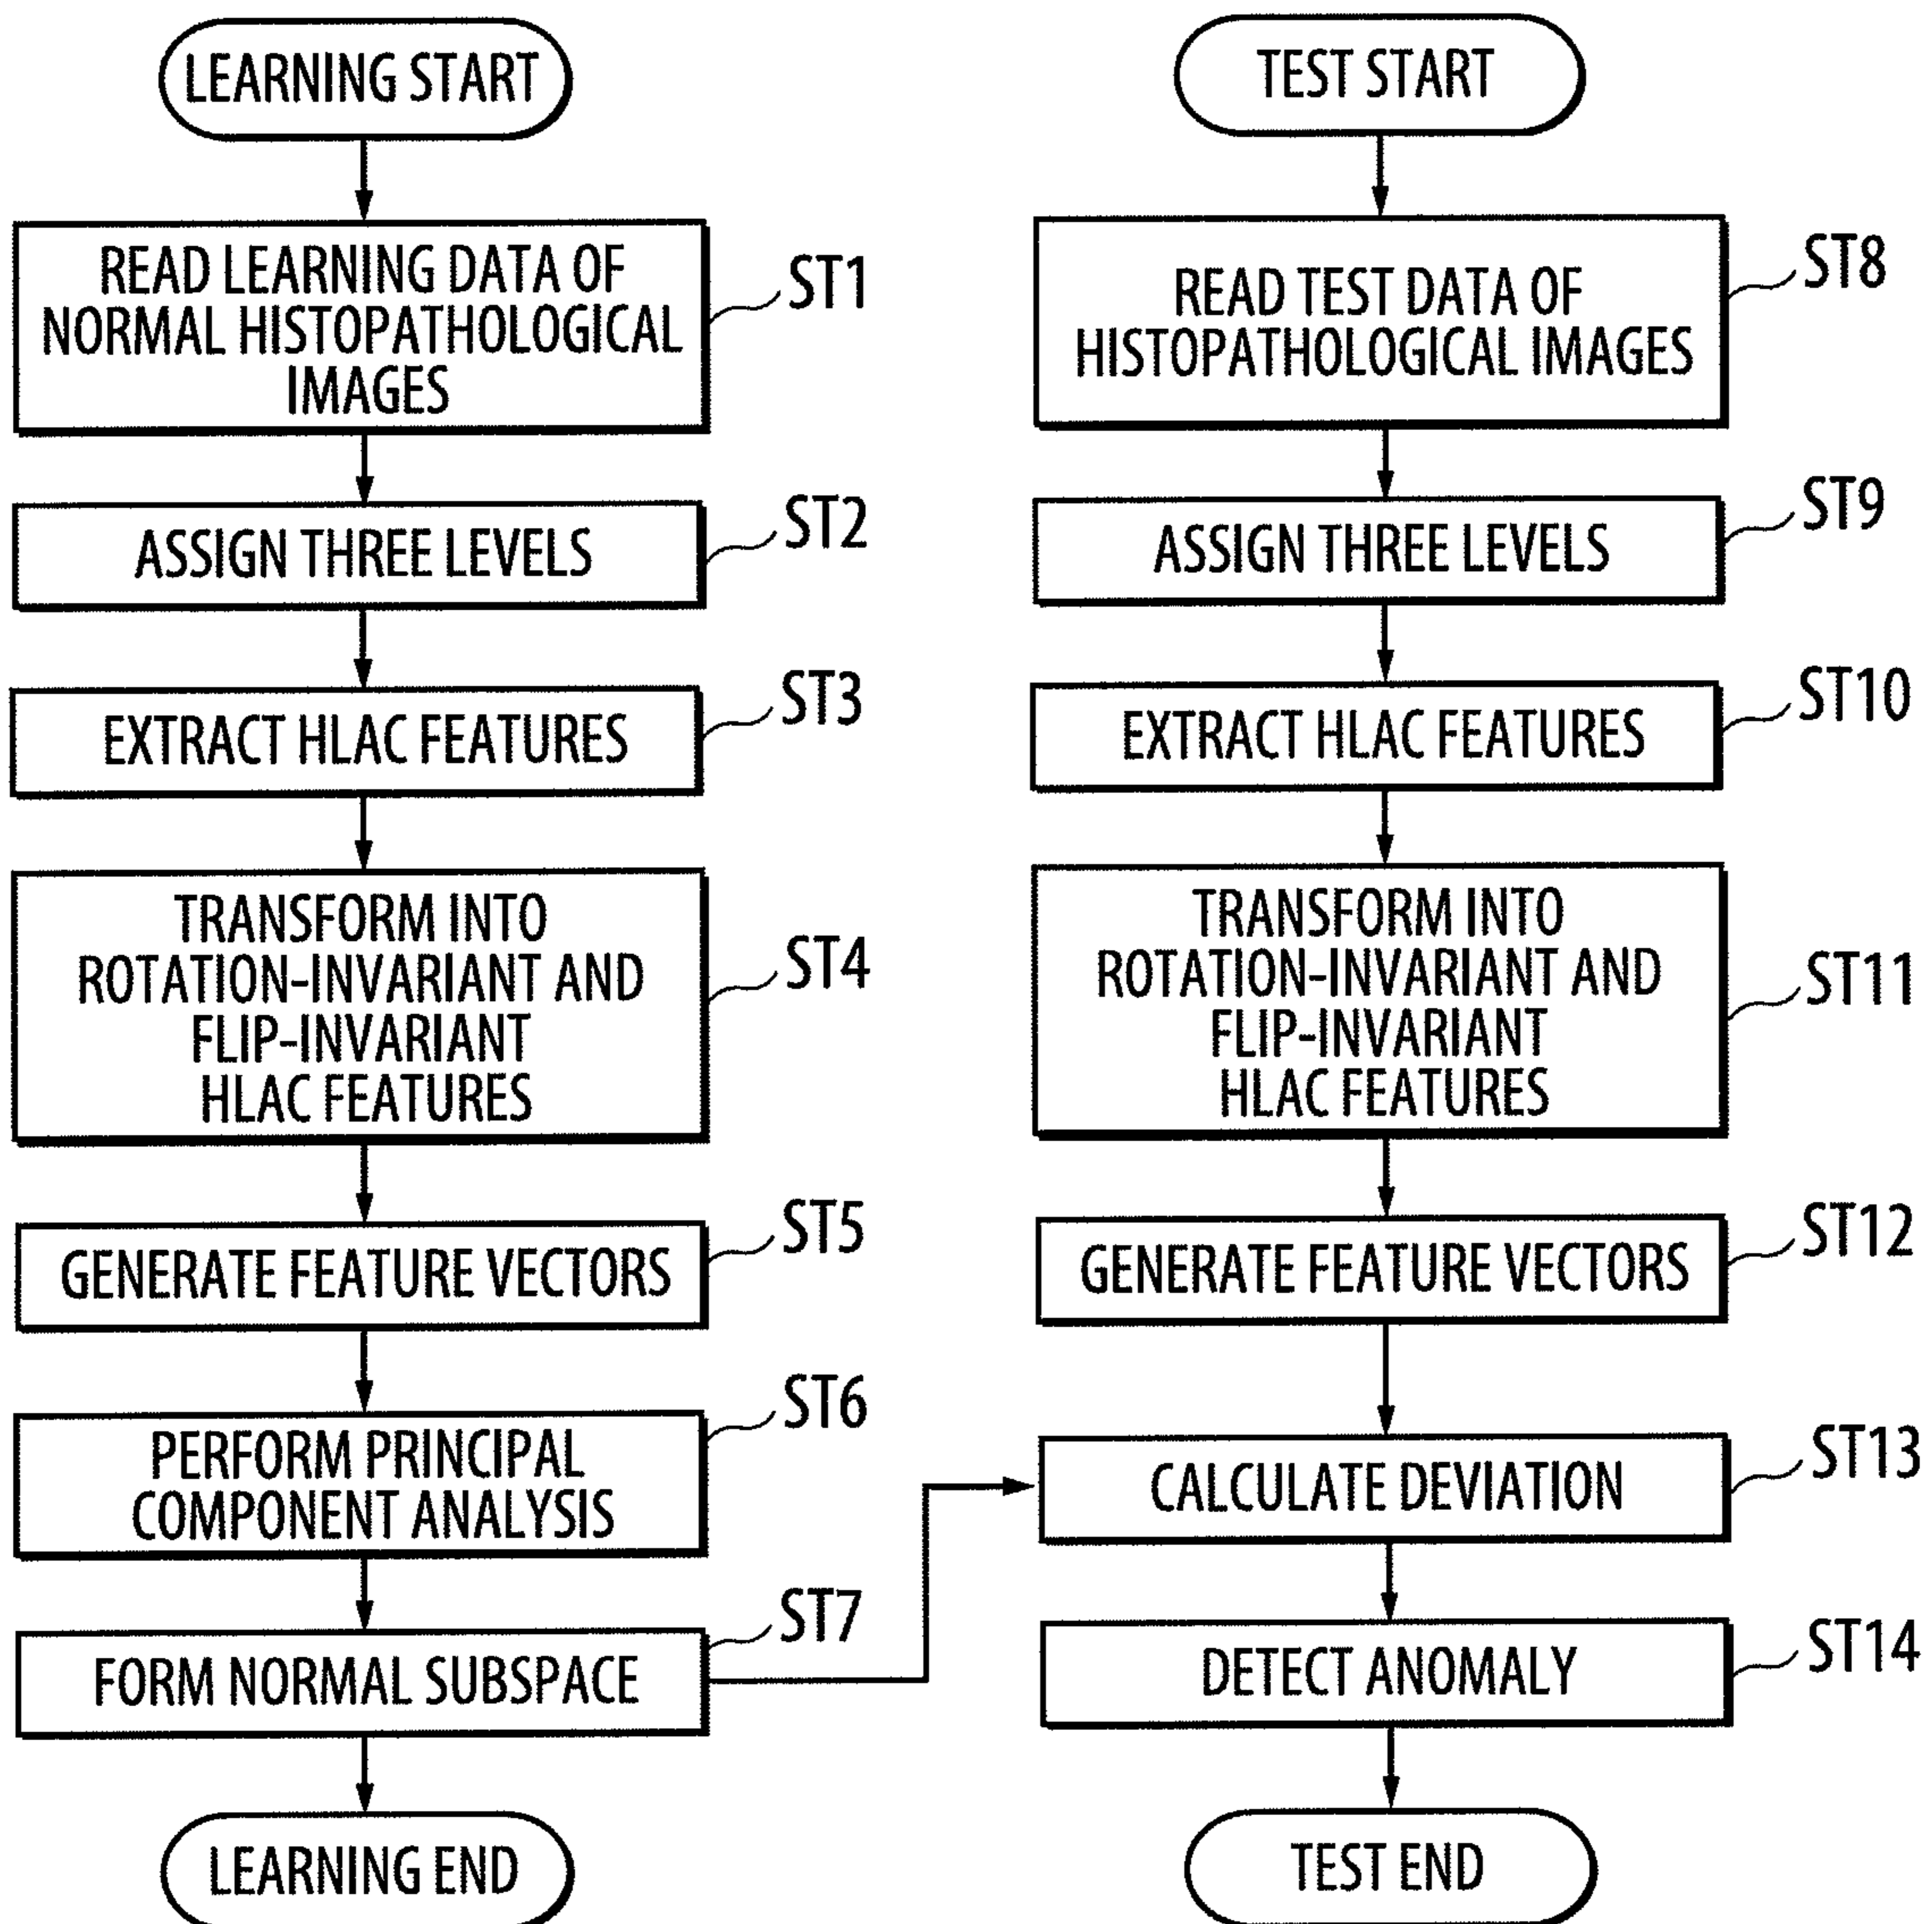 LEARNING START
READ LEARNING DATA OF
NORMAL HISTOPATHOLOGICAL
IMAGES
ST1
ASSIGN THREE LEVELS
ST2
EXTRACT HLAC FEATURES
ST3
TRANSFORM INTO
ROTATION-INVARIANT AND
FLIP-INVARIANT
HLAC FEATURES
ST4
GENERATE FEATURE VECTORS
ST5
PERFORM PRINCIPAL
COMPONENT ANALYSIS
ST6
FORM NORMAL SUBSPACE
ST7
LEARNING END
TEST START
READ TEST DATA OF
HISTOPATHOLOGICAL IMAGES
ST8
ASSIGN THREE LEVELS
ST9
EXTRACT HLAC FEATURES
ST10
TRANSFORM INTO
ROTATION-INVARIANT AND
FLIP-INVARIANT
HLAC FEATURES
ST11
GENERATE FEATURE VECTORS
ST12
CALCULATE DEVIATION
ST13
DETECT ANOMALY
ST14
TEST END